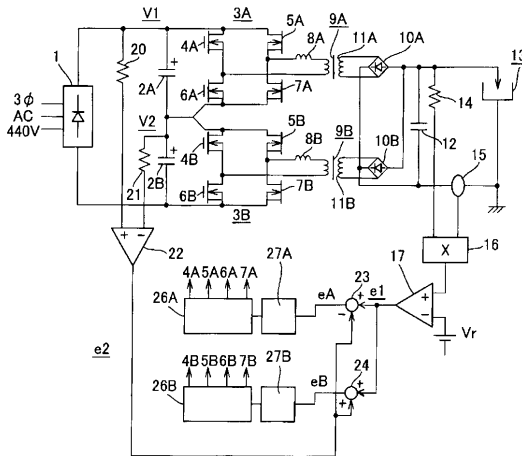 V1 3A 5A 9A
20 4A 8A 11A 10A 13
1 2A
3φ 6A 7A 14
AC V2 5B
440V 12
4B 8B 9B 10B 15
21 2B
6B 7B 11B
3B
22 X 16
4A 5A 6A 7A 27A 17
26A eA 23 e1
Vr
e2 4B 5B 6B 7B 27B 24
26B eB